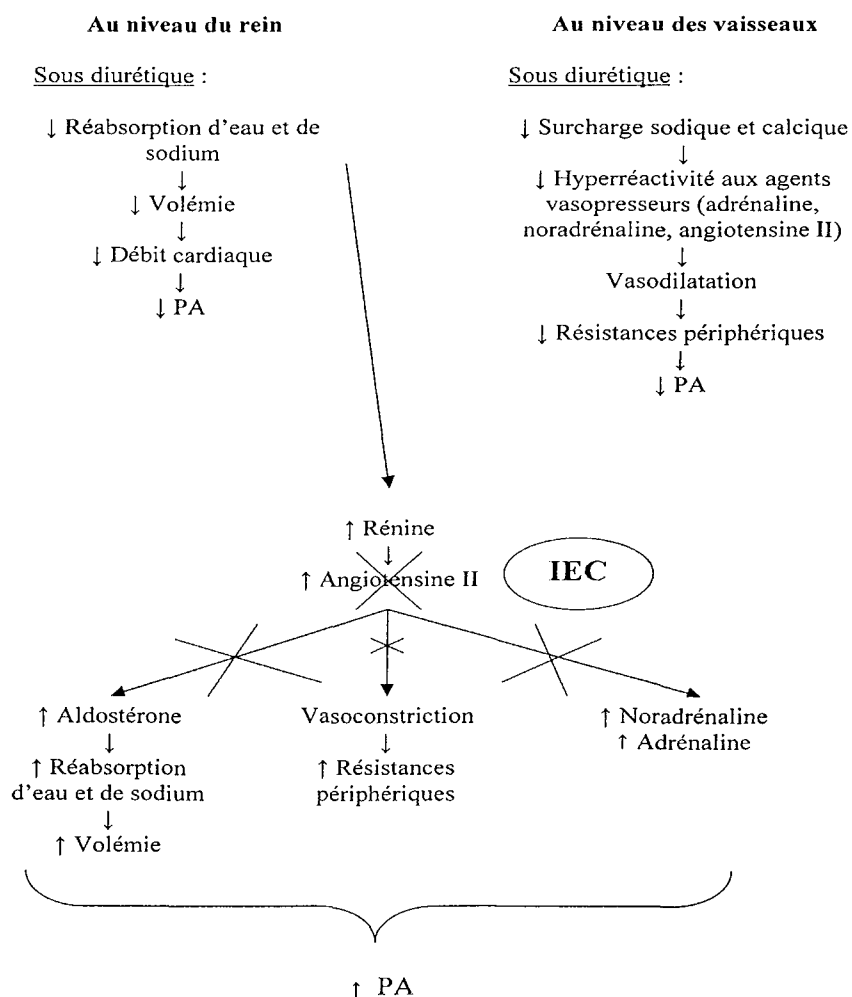 Au niveau du rein
Sous diurétique :
↓ Réabsorption d'eau et de
sodium
↓
↓ Volémie
↓
↓ Débit cardiaque
↓
↓ PA
Au niveau des vaisseaux
Sous diurétique :
↓ Surcharge sodique et calcique
↓
↓ Hyperréactivité aux agents
vasopresseurs (adrénaline,
noradrénaline, angiotensine II)
↓
Vasodilatation
↓
↓ Résistances périphériques
↓
↓ PA
↑ Rénine
↓
↑ Angiotensine II
IEC
↑ Aldostérone
↓
↑ Réabsorption
d'eau et de sodium
↓
↑ Volémie
Vasoconstriction
↓
↑ Résistances
périphériques
↑ Noradrénaline
↑ Adrénaline
↑ PA